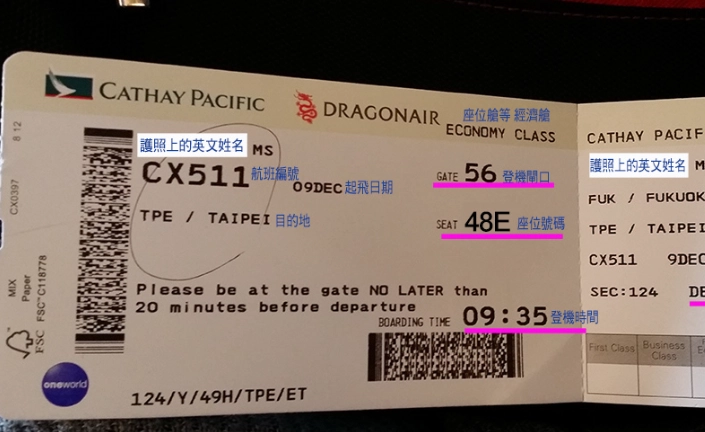 CATHAY PACIFIC
DRAGONAIR
座位艙等 經濟艙
ECONOMY CLASS
護照上的英文姓名 MS
CX511 航班編號
09DEC 起飛日期
GATE 56 登機閘口
TPE / TAIPEI 目的地
SEAT 48E 座位號碼
Please be at the gate NO LATER than
20 minutes before departure
BOARDING TIME 09:35 登機時間
124/Y/49H/TPE/ET
oneworld
8 12
CX0397
MIX
Paper
FSC™ C118778
FSC
CATHAY PACIF
護照上的英文姓名 M
FUK / FUKUOK
TPE / TAIPEI
CX511 9DEC
SEC:124 DE
First Class
Business Class